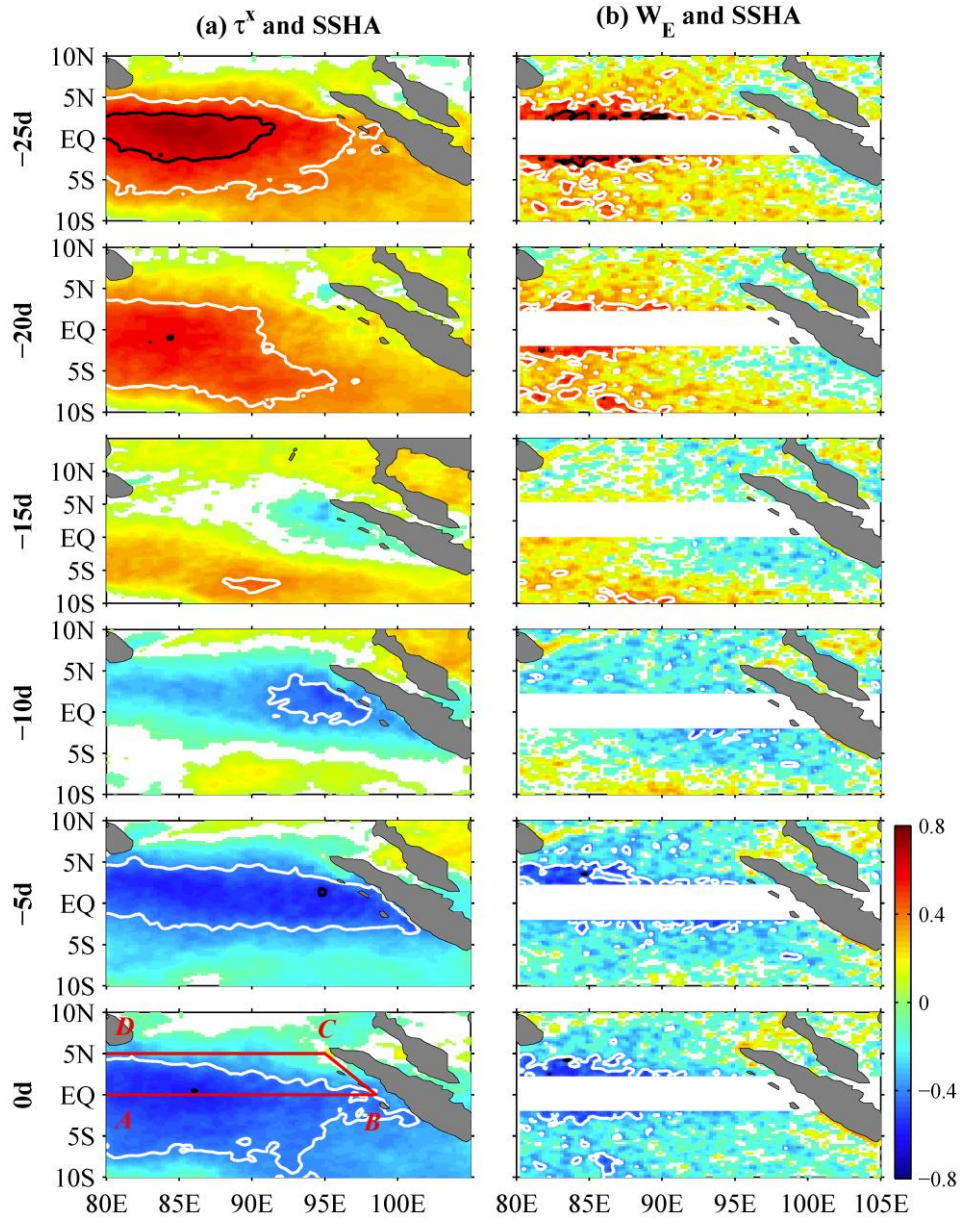 (a) τˣ and SSHA
(b) W_E and SSHA
−25d
10N
5N
EQ
5S
10S
−20d
10N
5N
EQ
5S
10S
−15d
10N
5N
EQ
5S
10S
−10d
10N
5N
EQ
5S
10S
−5d
10N
5N
EQ
5S
10S
0.8
0.4
0
−0.4
−0.8
0d
10N
5N
EQ
5S
10S
D
C
A
B
80E 85E 90E 95E 100E
80E 85E 90E 95E 100E 105E